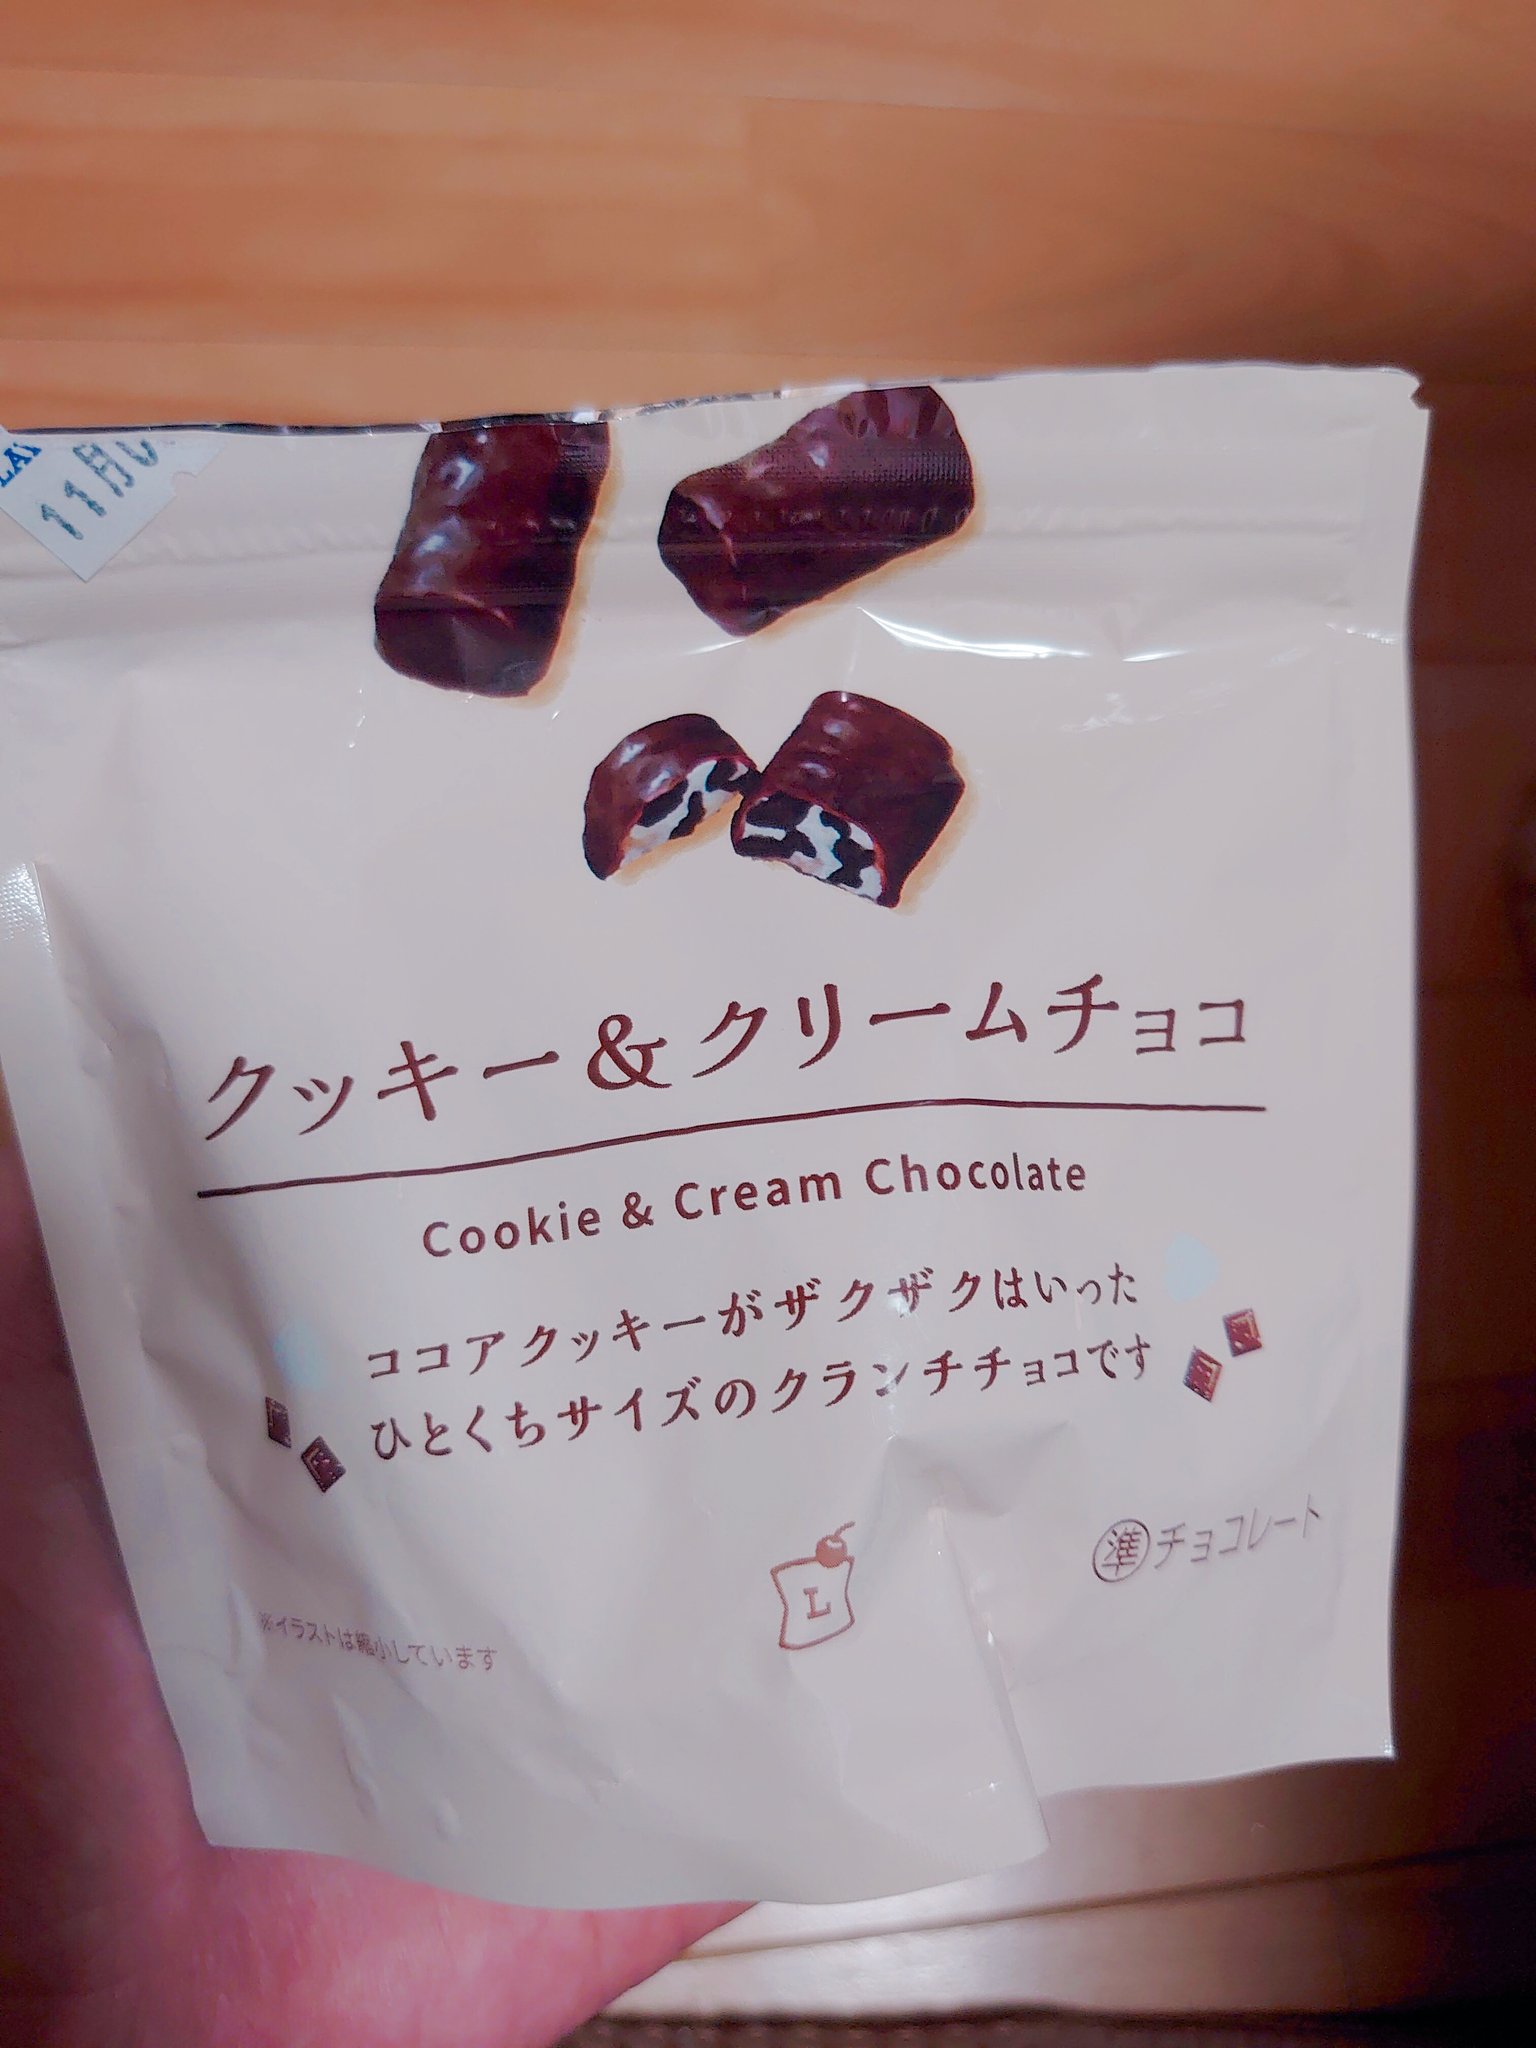 クッキー&クリームチョコ
Cookie & Cream Chocolate
ココアクッキーがザクザクはいった
ひとくちサイズのクランチチョコです
L
準チョコレート
※イラストは縮小しています